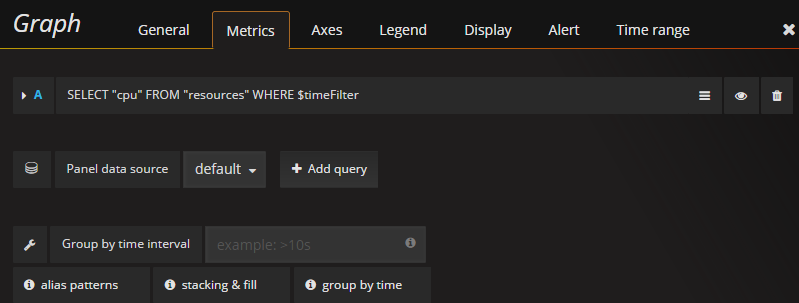 Graph General Metrics Axes Legend Display Alert Time range
A SELECT "cpu" FROM "resources" WHERE $timeFilter
Panel data source default Add query
Group by time interval example: >10s
alias patterns stacking & fill group by time